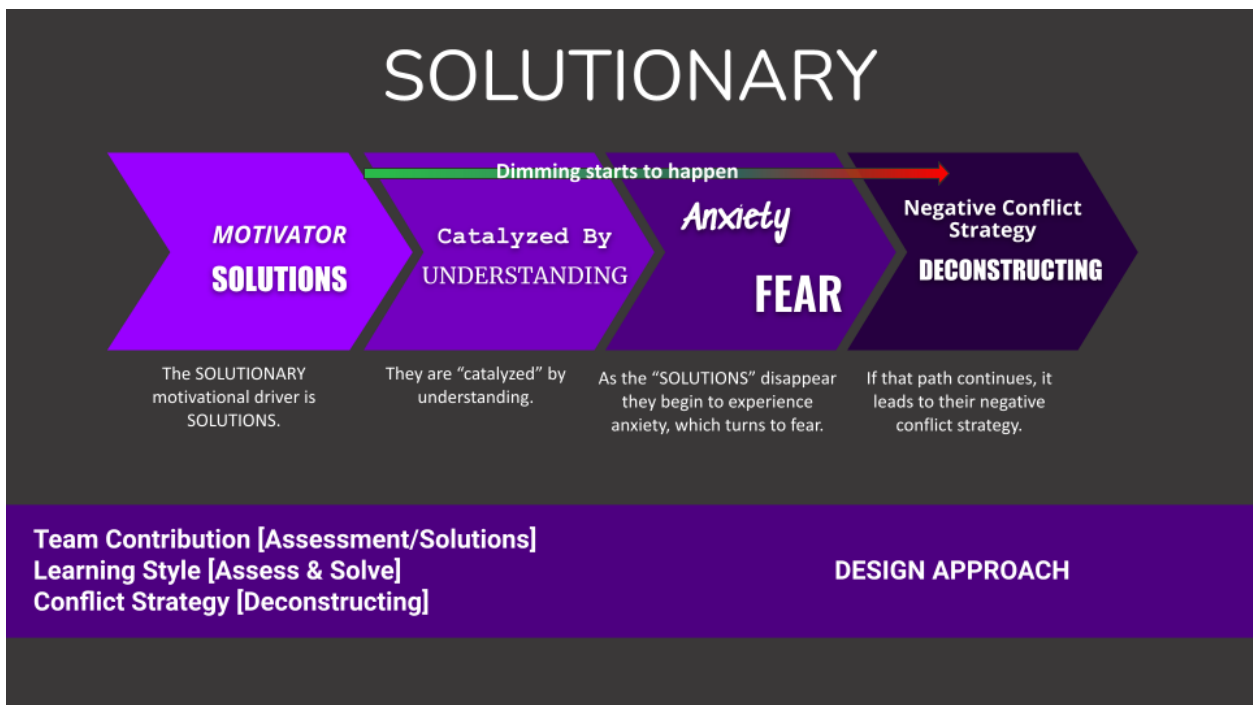 SOLUTIONARY
Dimming starts to happen
MOTIVATOR
SOLUTIONS
Catalyzed By
UNDERSTANDING
Anxiety
FEAR
Negative Conflict
Strategy
DECONSTRUCTING
The SOLUTIONARY
motivational driver is
SOLUTIONS.
They are “catalyzed” by
understanding.
As the “SOLUTIONS” disappear
they begin to experience
anxiety, which turns to fear.
If that path continues, it
leads to their negative
conflict strategy.
Team Contribution [Assessment/Solutions]
Learning Style [Assess & Solve]
Conflict Strategy [Deconstructing]
DESIGN APPROACH